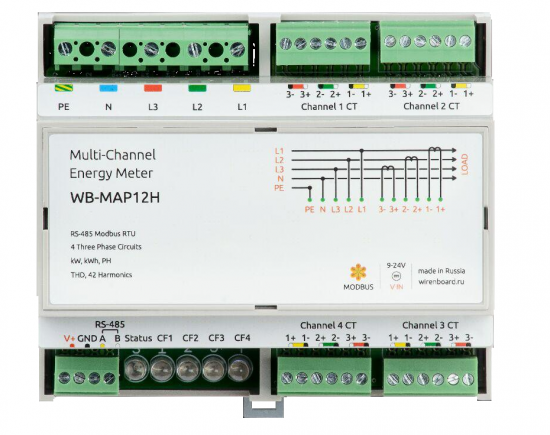 3- 3+ 2- 2+ 1- 1+
3- 3+ 2- 2+ 1- 1+
PE N L3 L2 L1
Channel 1 CT
Channel 2 CT
Multi-Channel
Energy Meter
WB-MAP12H
RS-485 Modbus RTU
4 Three Phase Circuits
kW, kWh, PH
THD, 42 Harmonics
L1
L2
L3
N
PE
LOAD
PE N L3 L2 L1 3- 3+ 2- 2+ 1- 1+
MODBUS
9-24V
V IN
made in Russia
wirenboard.ru
RS-485
V+ GND A B Status CF1 CF2 CF3 CF4
Channel 4 CT
1+ 1- 2- 2+ 3+ 3-
Channel 3 CT
1+ 1- 2- 2+ 3+ 3-